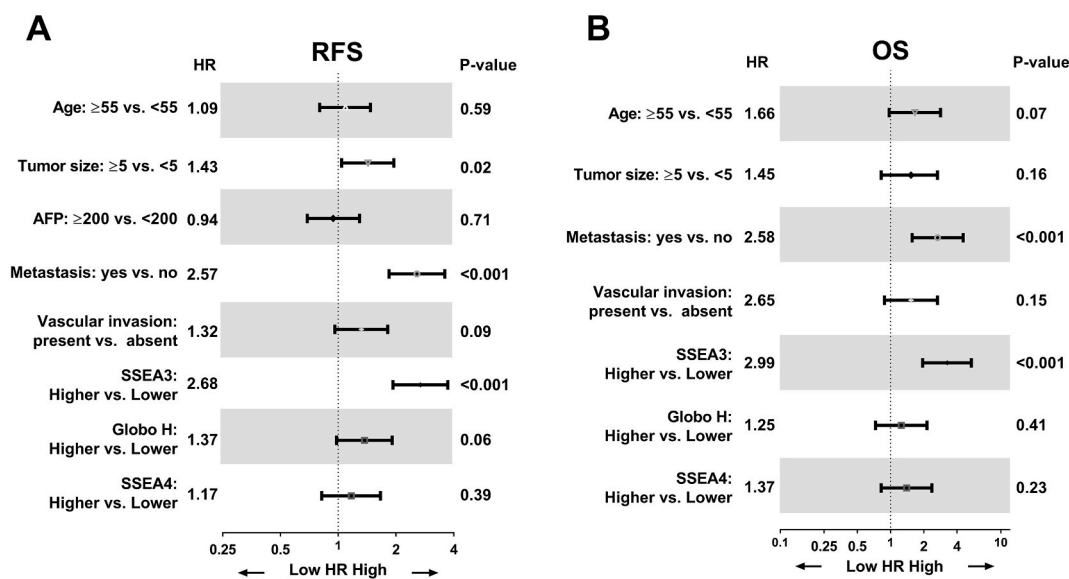 A
RFS
HR
P-value
Age: ≥55 vs. <55 1.09 0.59
Tumor size: ≥5 vs. <5 1.43 0.02
AFP: ≥200 vs. <200 0.94 0.71
Metastasis: yes vs. no 2.57 <0.001
Vascular invasion:
present vs. absent 1.32 0.09
SSEA3:
Higher vs. Lower 2.68 <0.001
Globo H:
Higher vs. Lower 1.37 0.06
SSEA4:
Higher vs. Lower 1.17 0.39
0.25 0.5 1 2 4
← Low HR High →
B
OS
HR
P-value
Age: ≥55 vs. <55 1.66 0.07
Tumor size: ≥5 vs. <5 1.45 0.16
Metastasis: yes vs. no 2.58 <0.001
Vascular invasion:
present vs. absent 2.65 0.15
SSEA3:
Higher vs. Lower 2.99 <0.001
Globo H:
Higher vs. Lower 1.25 0.41
SSEA4:
Higher vs. Lower 1.37 0.23
0.1 0.25 0.5 1 2 4 10
← Low HR High →